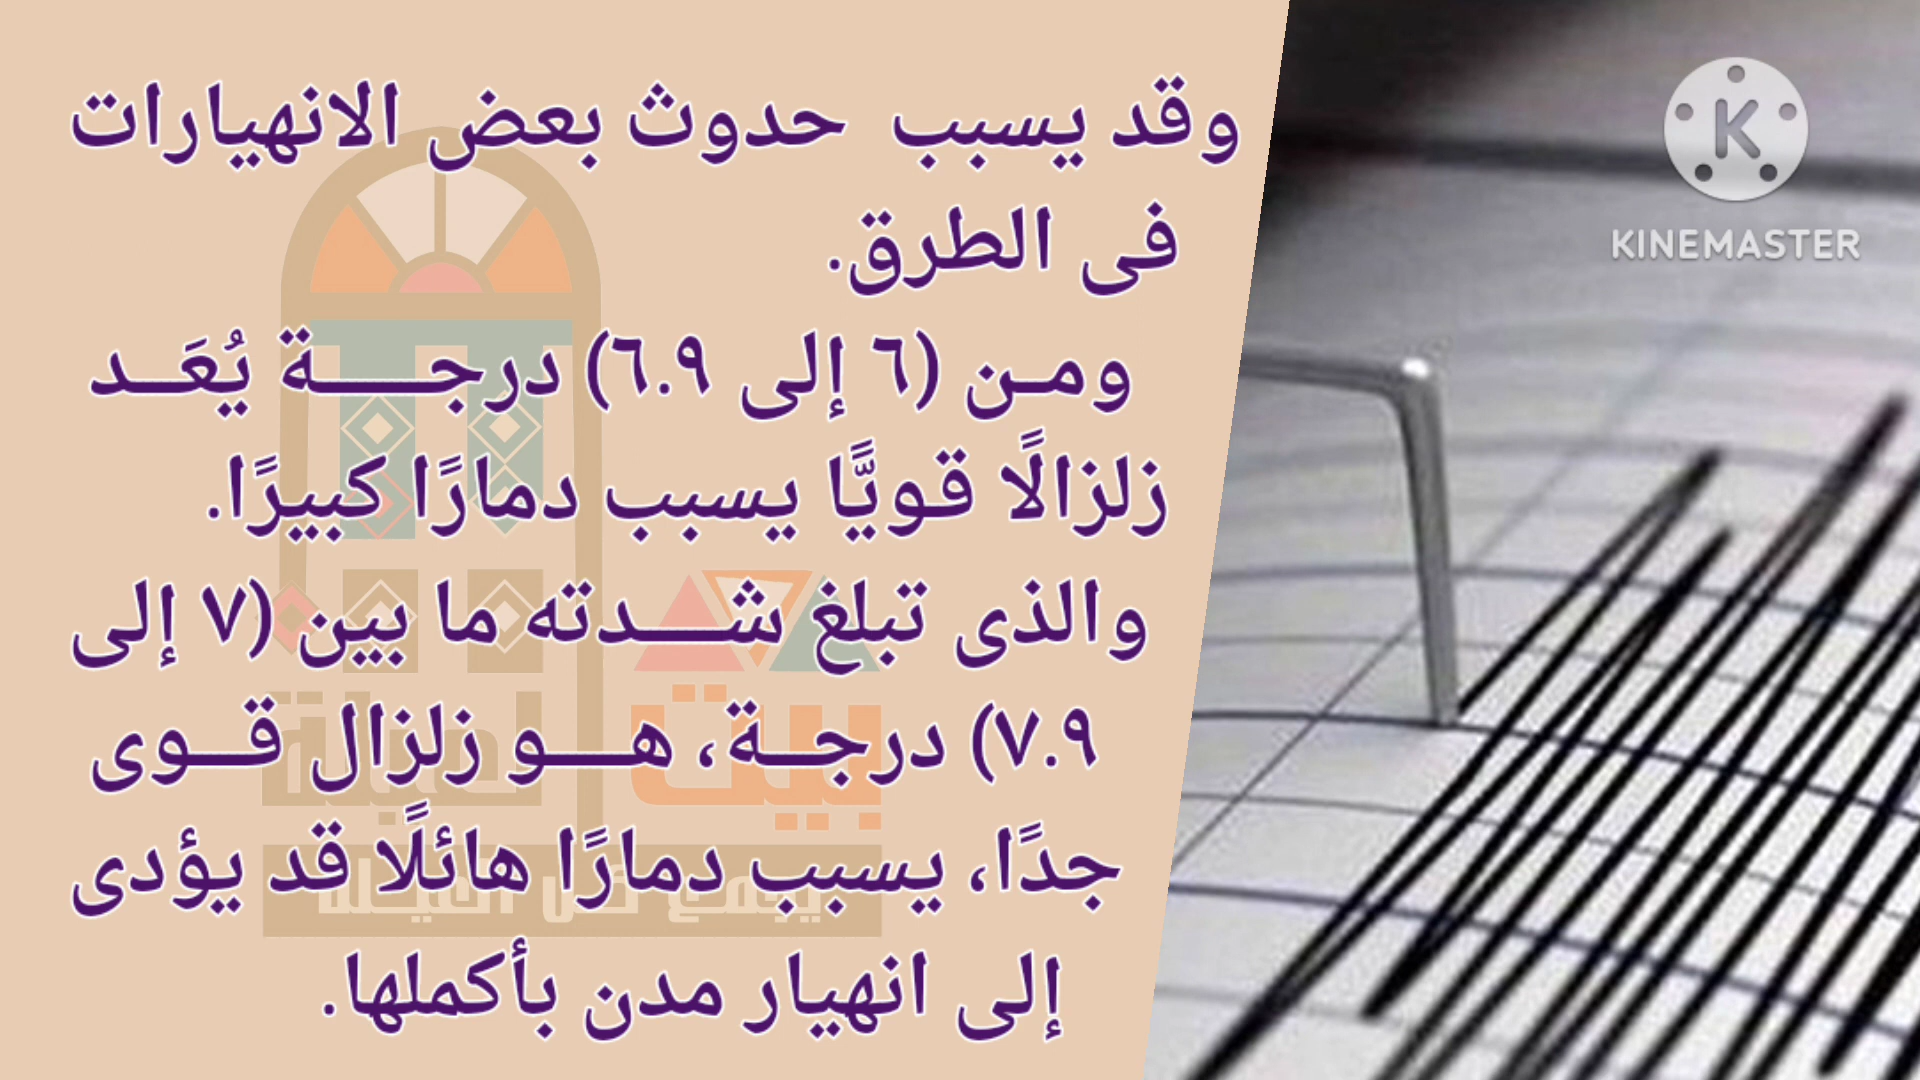 وقد يسبب حدوث بعض الانهيارات
فى الطرق.
ومن (٦ إلى ٦.٩) درجة يُعَد
زلزالًا قويًّا يسبب دمارًا كبيرًا.
والذى تبلغ شدته ما بين (٧ إلى
٧.٩) درجة، هو زلزال قوى
جدًا، يسبب دمارًا هائلًا قد يؤدى
إلى انهيار مدن بأكملها.
K
KINEMASTER
بيت